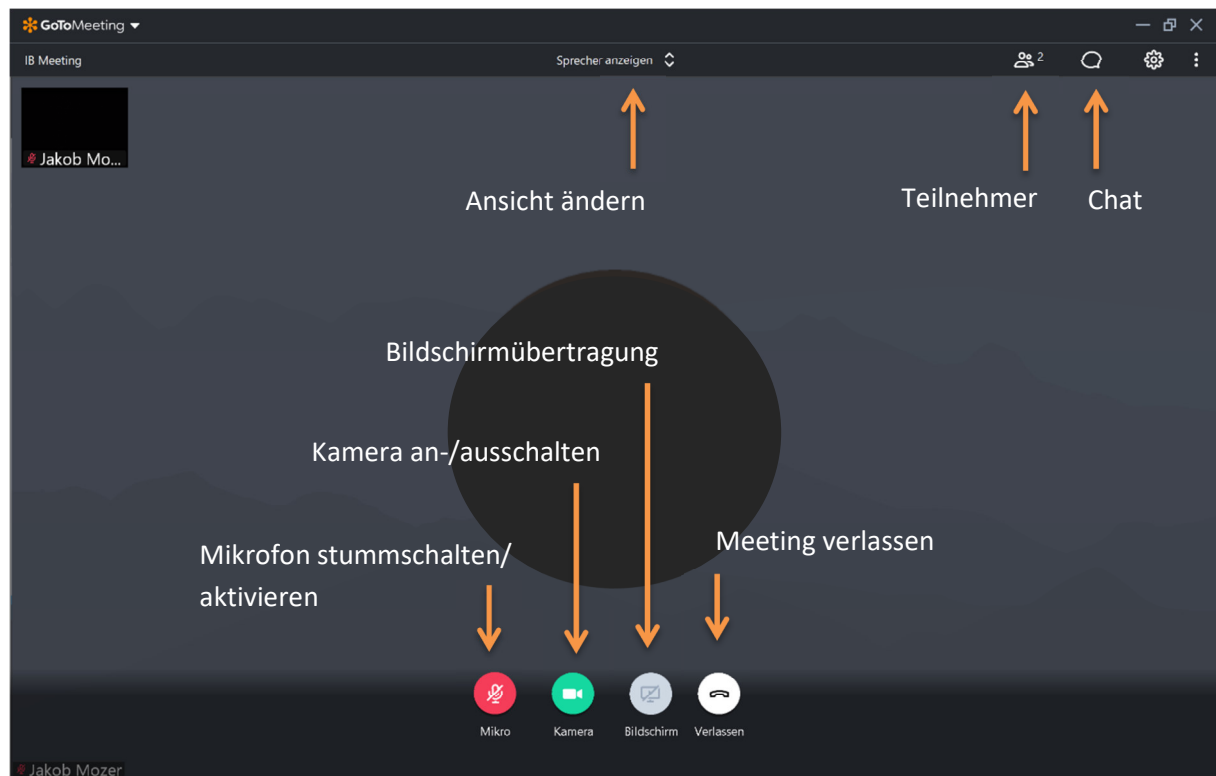 GoToMeeting
IB Meeting
Sprecher anzeigen
2
Jakob Mo...
Ansicht ändern
Teilnehmer
Chat
Bildschirmübertragung
Kamera an-/ausschalten
Mikrofon stummschalten/
aktivieren
Meeting verlassen
Mikro
Kamera
Bildschirm
Verlassen
Jakob Mozer